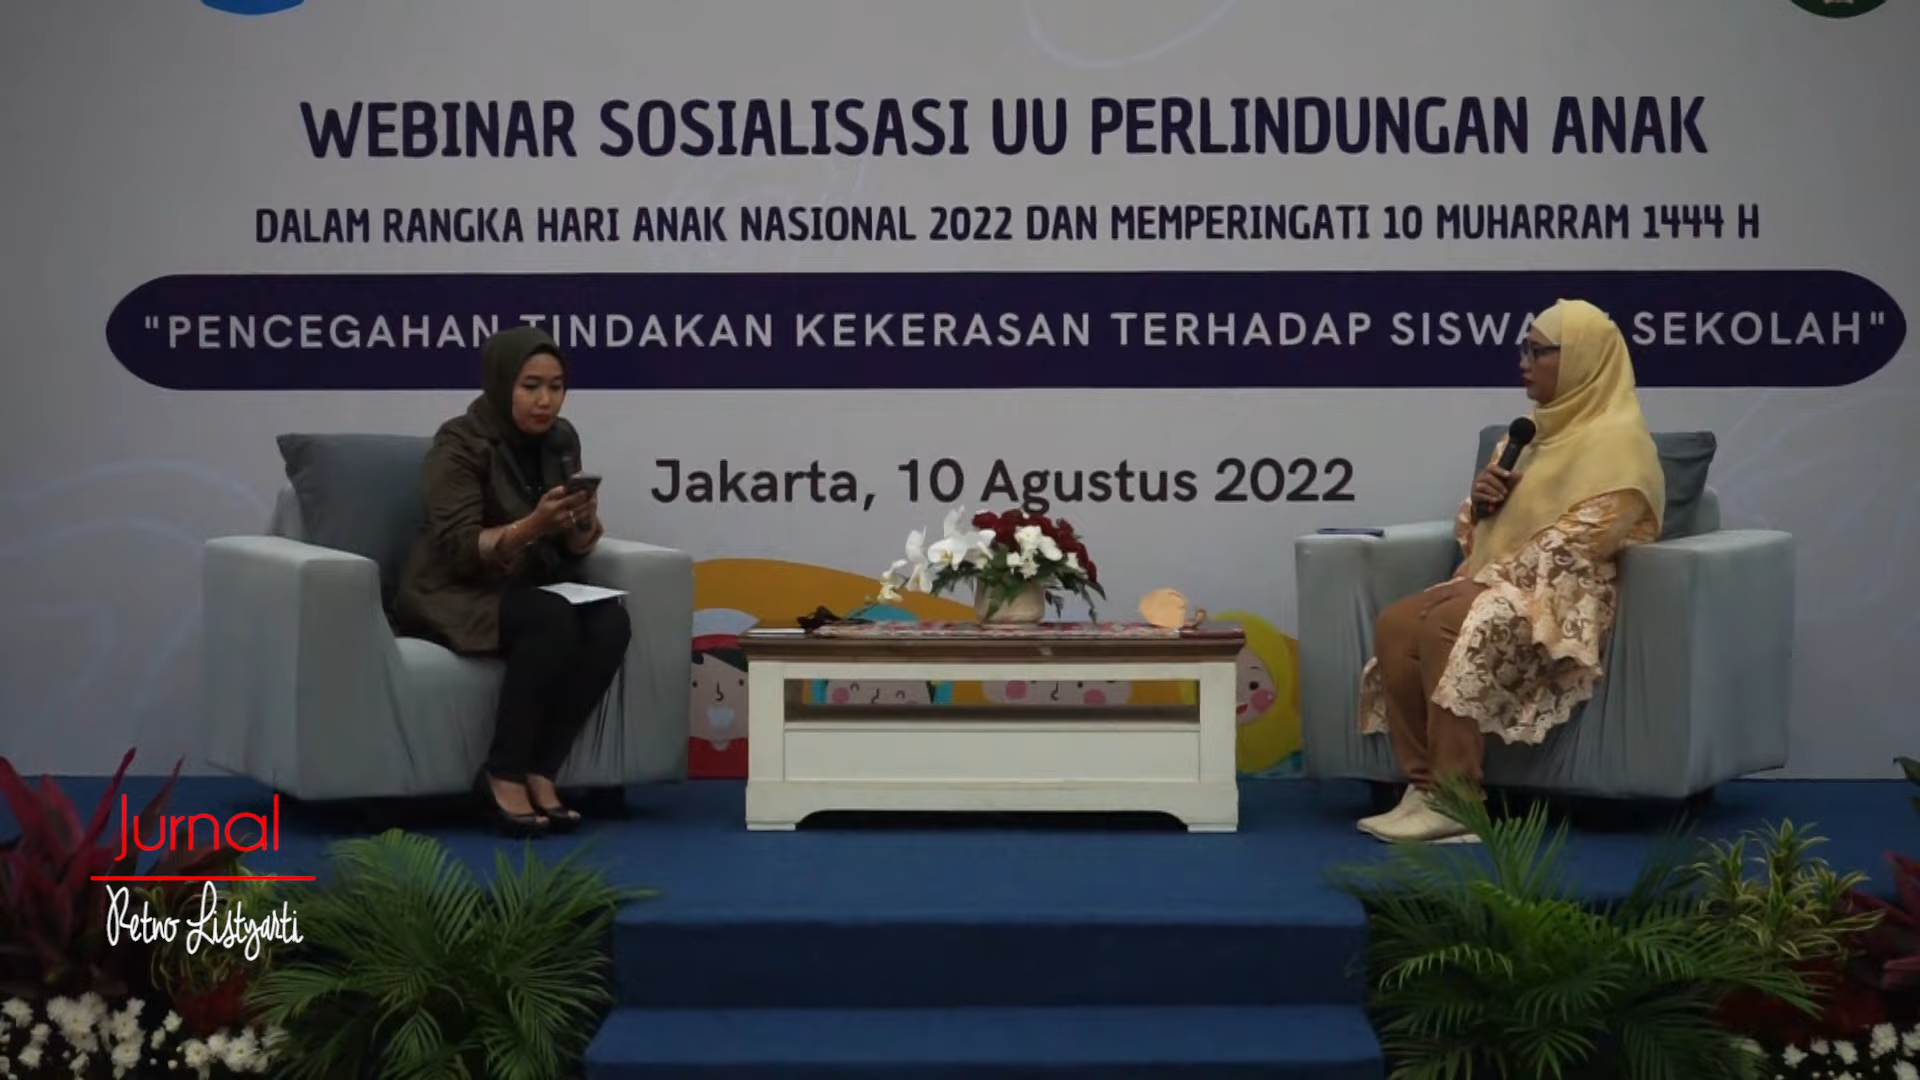 WEBINAR SOSIALISASI UU PERLINDUNGAN ANAK
DALAM RANGKA HARI ANAK NASIONAL 2022 DAN MEMPERINGATI 10 MUHARRAM 1444 H
"PENCEGAHAN TINDAKAN KEKERASAN TERHADAP SISWA SEKOLAH"
Jakarta, 10 Agustus 2022
Jurnal
Retno Listyarti